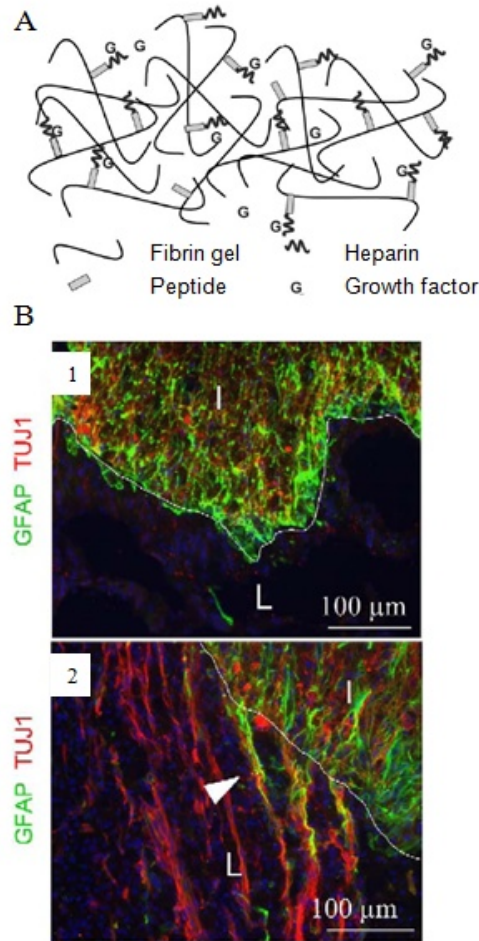 A
G
G
G
G
G
G
G
G
G
G
G
G
G
Fibrin gel
Heparin
Peptide
G
Growth factor
B
1
I
GFAP TUJ1
L
100 µm
2
I
GFAP TUJ1
L
100 µm